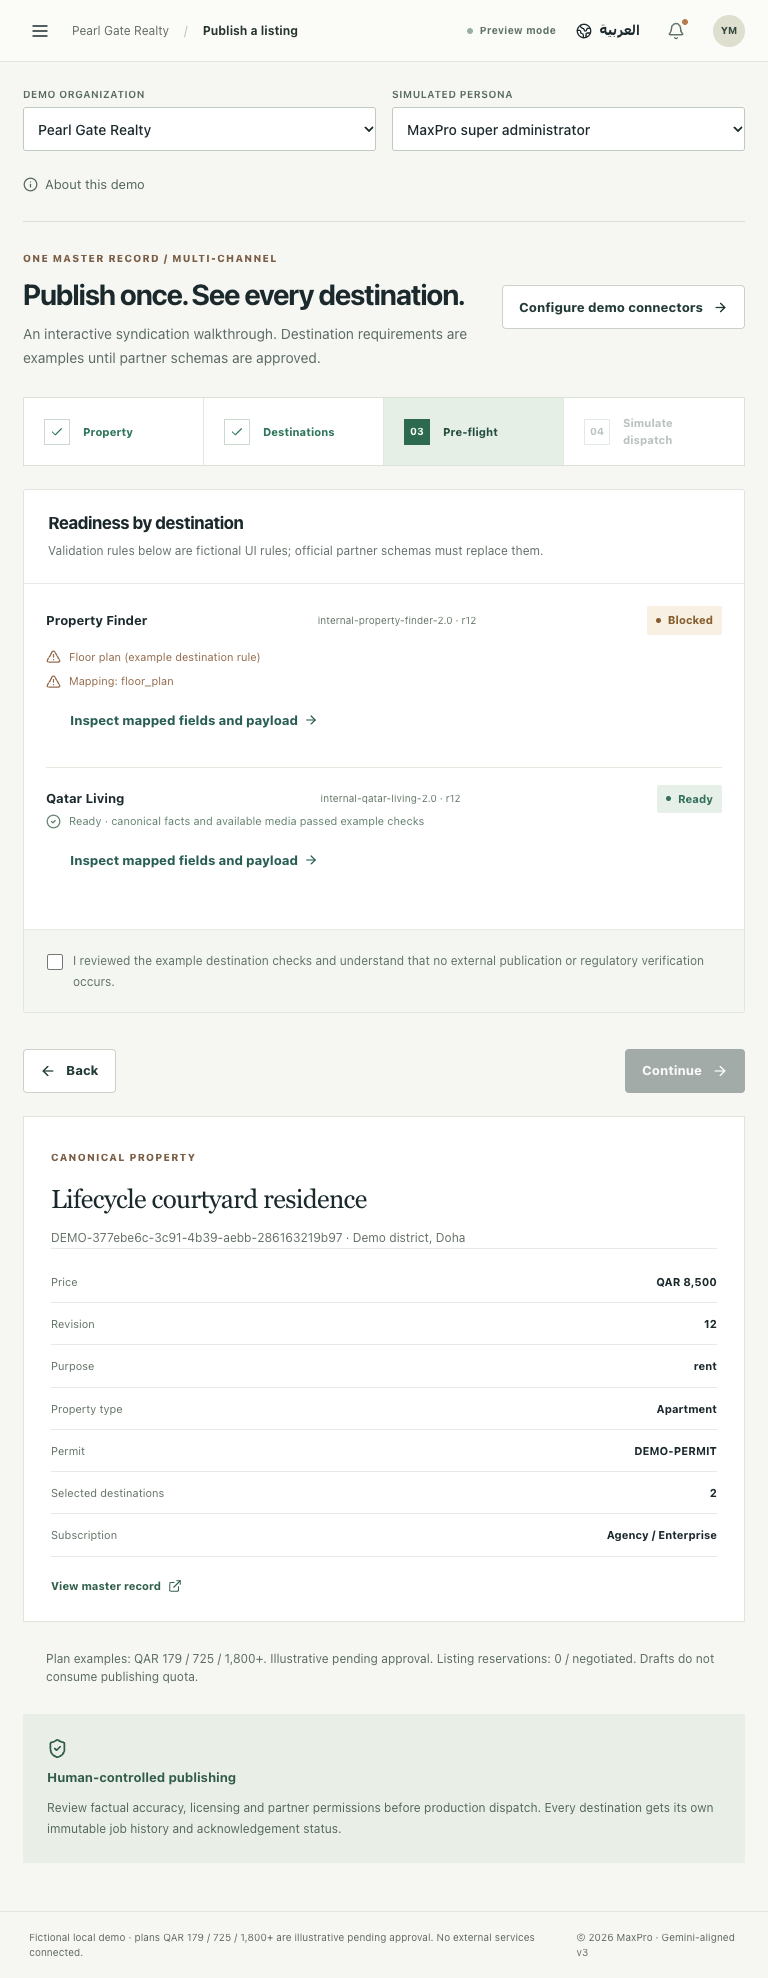 Pearl Gate Realty / Publish a listing
Preview mode
العربية
YM
DEMO ORGANIZATION
Pearl Gate Realty
SIMULATED PERSONA
MaxPro super administrator
About this demo
ONE MASTER RECORD / MULTI-CHANNEL
Publish once. See every destination.
An interactive syndication walkthrough. Destination requirements are
examples until partner schemas are approved.
Configure demo connectors
Property
Destinations
03 Pre-flight
04 Simulate
dispatch
Readiness by destination
Validation rules below are fictional UI rules; official partner schemas must replace them.
Property Finder
internal-property-finder-2.0 · r12
Blocked
Floor plan (example destination rule)
Mapping: floor_plan
Inspect mapped fields and payload
Qatar Living
internal-qatar-living-2.0 · r12
Ready
Ready · canonical facts and available media passed example checks
Inspect mapped fields and payload
I reviewed the example destination checks and understand that no external publication or regulatory verification
occurs.
Back
Continue
CANONICAL PROPERTY
Lifecycle courtyard residence
DEMO-377ebe6c-3c91-4b39-aebb-286163219b97 · Demo district, Doha
Price QAR 8,500
Revision 12
Purpose rent
Property type Apartment
Permit DEMO-PERMIT
Selected destinations 2
Subscription Agency / Enterprise
View master record
Plan examples: QAR 179 / 725 / 1,800+. Illustrative pending approval. Listing reservations: 0 / negotiated. Drafts do not
consume publishing quota.
Human-controlled publishing
Review factual accuracy, licensing and partner permissions before production dispatch. Every destination gets its own
immutable job history and acknowledgement status.
Fictional local demo · plans QAR 179 / 725 / 1,800+ are illustrative pending approval. No external services
connected.
© 2026 MaxPro · Gemini-aligned
v3